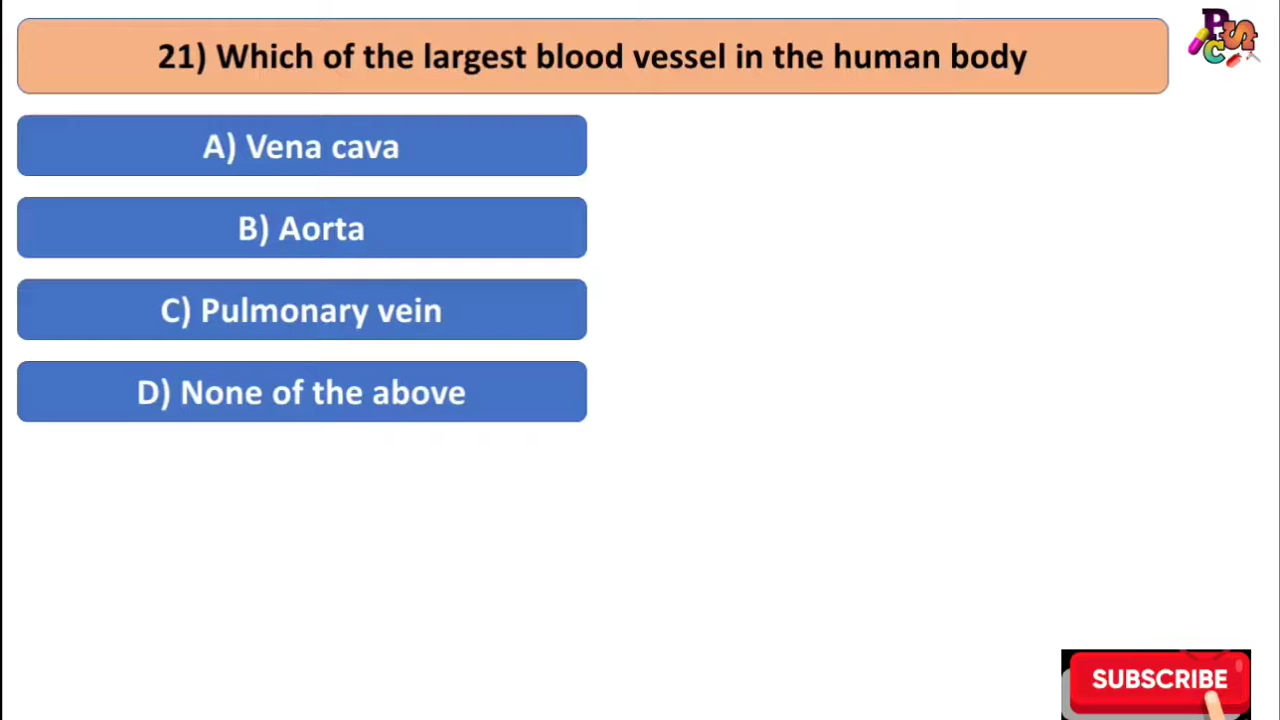 21) Which of the largest blood vessel in the human body
A) Vena cava
B) Aorta
C) Pulmonary vein
D) None of the above
SUBSCRIBE